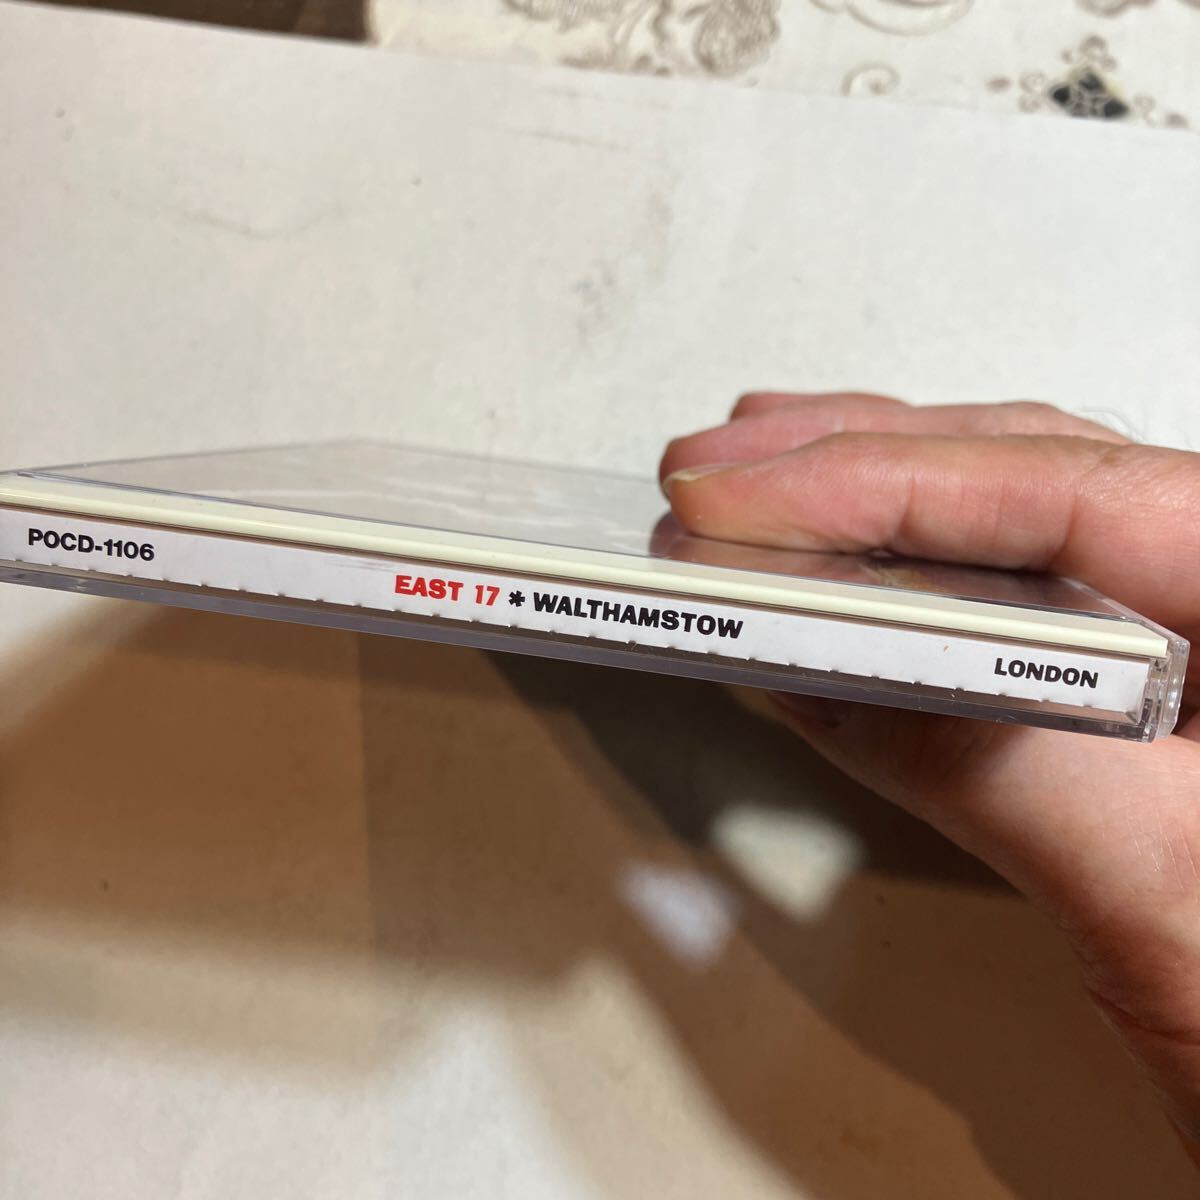 POCD-1106
EAST 17 * WALTHAMSTOW
LONDON